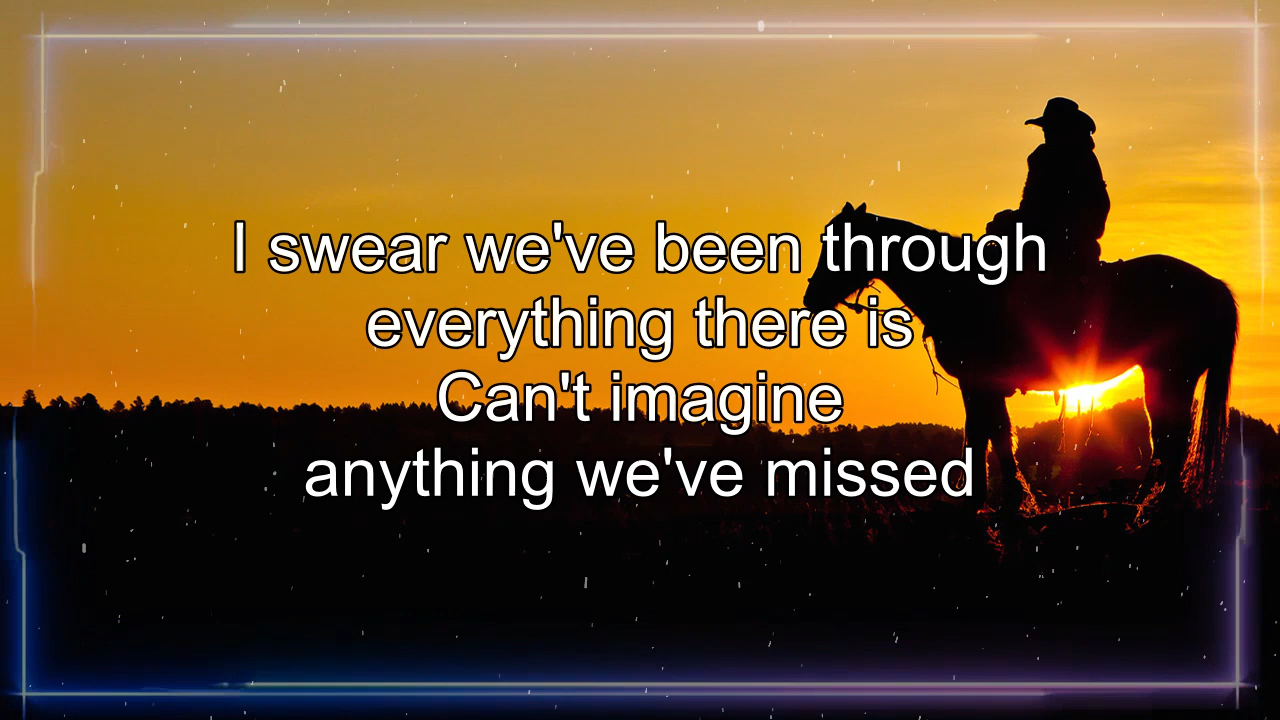 I swear we've been through
everything there is
Can't imagine
anything we've missed